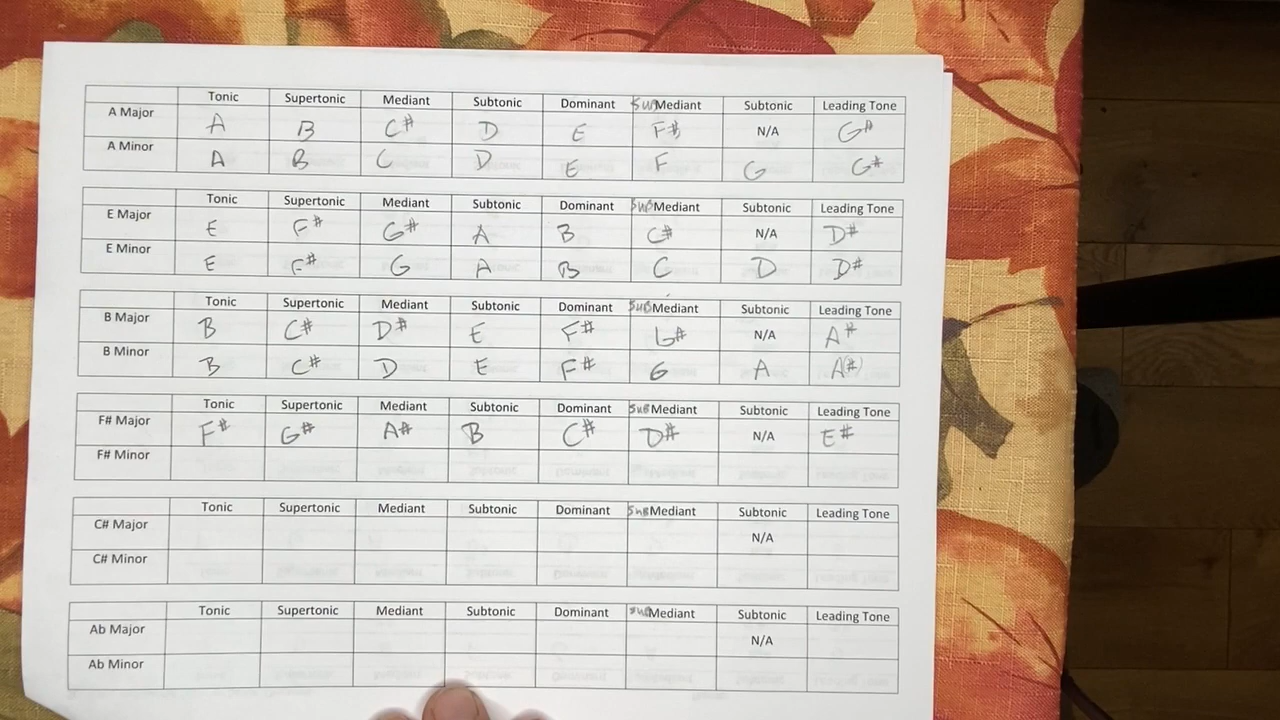 Tonic Supertonic Mediant Subtonic Dominant SubMediant Subtonic Leading Tone
A Major A B C# D E F# N/A G#
A Minor A B C D E F G G#
Tonic Supertonic Mediant Subtonic Dominant SubMediant Subtonic Leading Tone
E Major E F# G# A B C# N/A D#
E Minor E F# G A B C D D#
Tonic Supertonic Mediant Subtonic Dominant SubMediant Subtonic Leading Tone
B Major B C# D# E F# G# N/A A#
B Minor B C# D E F# G A A(#)
Tonic Supertonic Mediant Subtonic Dominant SubMediant Subtonic Leading Tone
F# Major F# G# A# B C# D# N/A E#
F# Minor
Tonic Supertonic Mediant Subtonic Dominant SubMediant Subtonic Leading Tone
C# Major N/A
C# Minor
Tonic Supertonic Mediant Subtonic Dominant SubMediant Subtonic Leading Tone
Ab Major N/A
Ab Minor